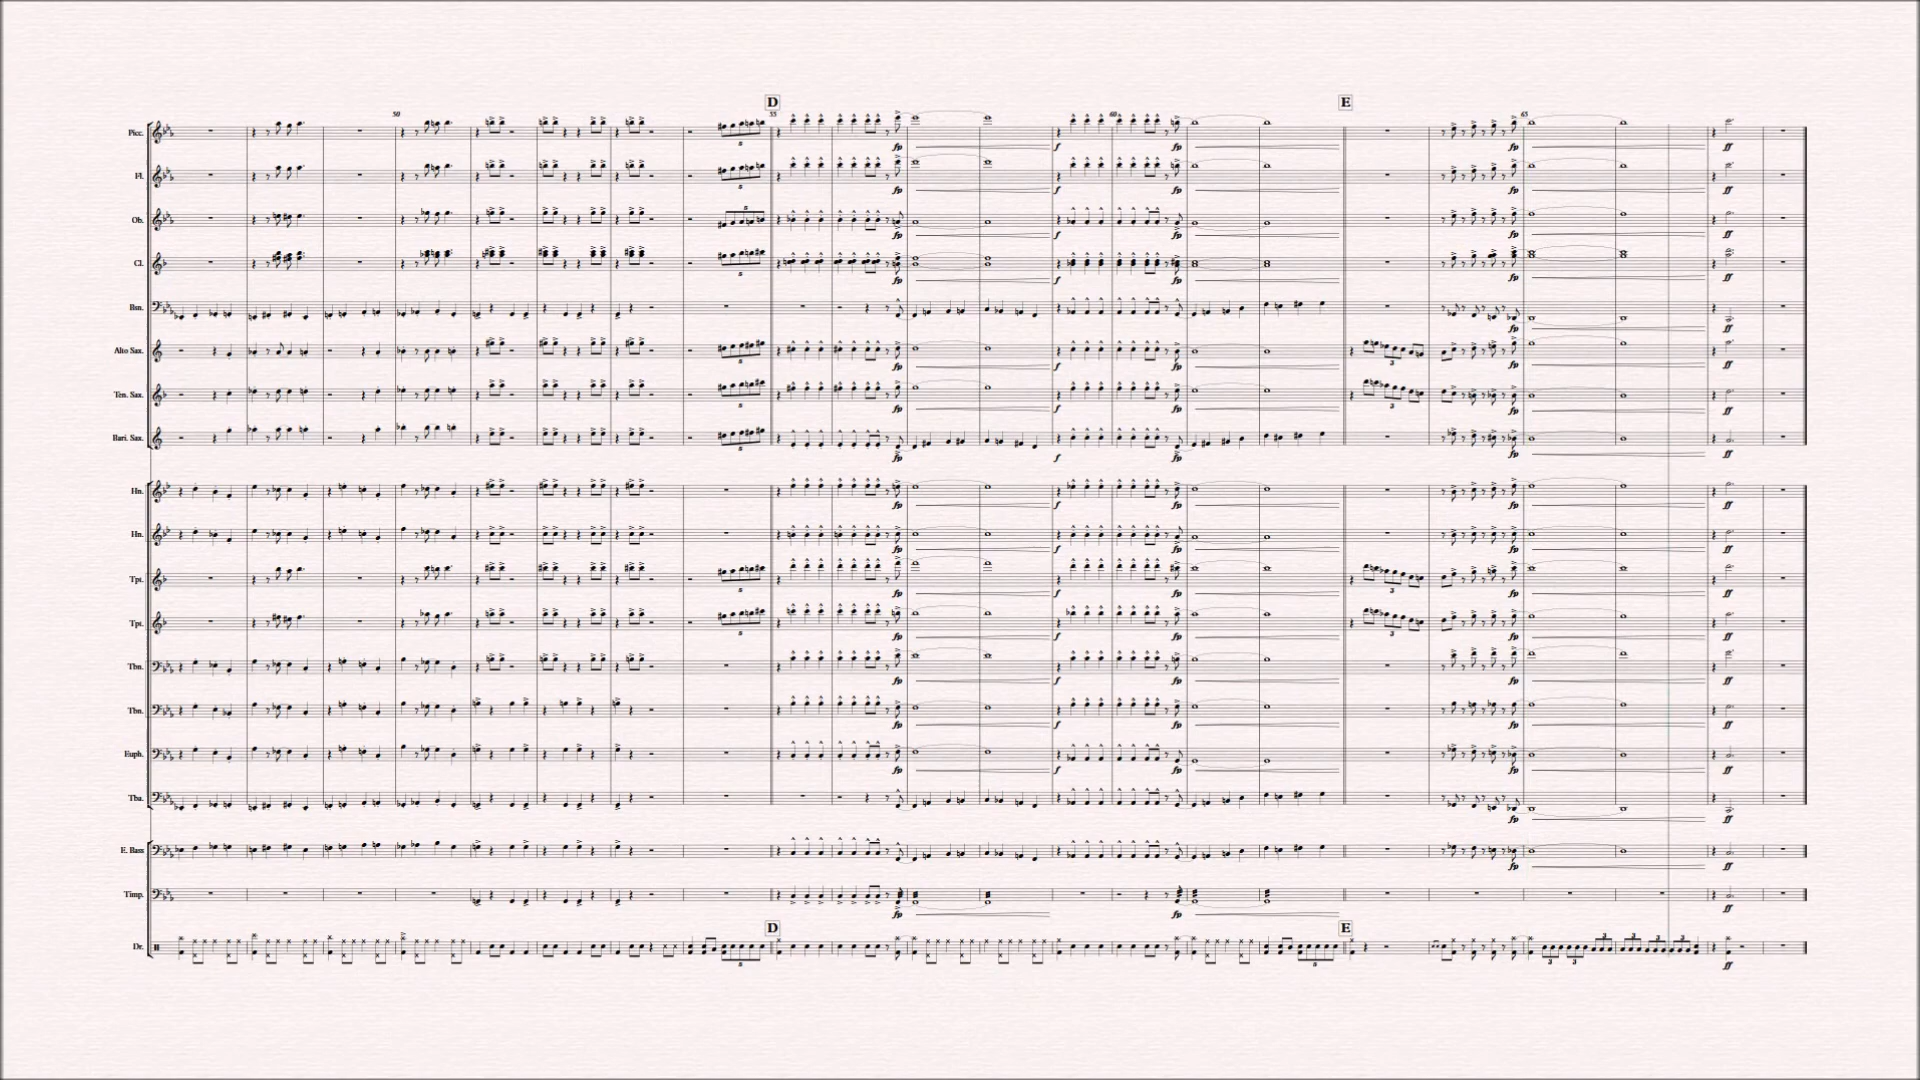 D E
50 55 60 65
Picc.
Fl.
Ob.
Cl.
Bsn.
Alto Sax.
Ten. Sax.
Bari. Sax.
Hn.
Hn.
Tpt.
Tpt.
Tbn.
Tbn.
Euph.
Tba.
E. Bass
Timp.
D E
Dr.